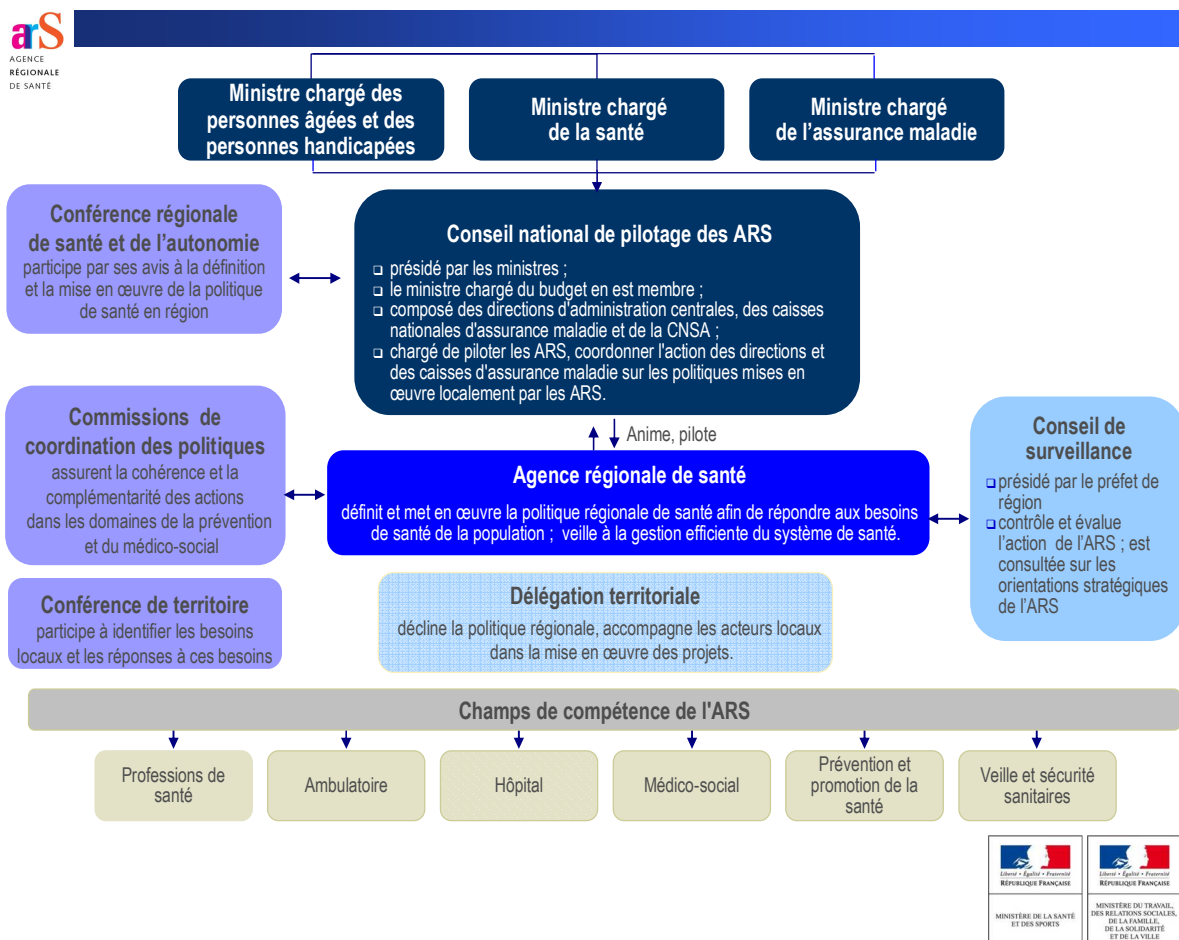 arS
AGENCE
RÉGIONALE
DE SANTÉ
Ministre chargé des
personnes âgées et des
personnes handicapées
Ministre chargé
de la santé
Ministre chargé
de l'assurance maladie
Conférence régionale
de santé et de l'autonomie
participe par ses avis à la définition
et la mise en œuvre de la politique
de santé en région
Conseil national de pilotage des ARS
❑ présidé par les ministres ;
❑ le ministre chargé du budget en est membre ;
❑ composé des directions d'administration centrales, des caisses
nationales d'assurance maladie et de la CNSA ;
❑ chargé de piloter les ARS, coordonner l'action des directions et
des caisses d'assurance maladie sur les politiques mises en
œuvre localement par les ARS.
Commissions de
coordination des politiques
assurent la cohérence et la
complémentarité des actions
dans les domaines de la prévention
et du médico-social
Anime, pilote
Agence régionale de santé
définit et met en œuvre la politique régionale de santé afin de répondre aux besoins
de santé de la population ; veille à la gestion efficiente du système de santé.
Conseil de
surveillance
❑ présidé par le préfet de
région
❑ contrôle et évalue
l'action de l'ARS ; est
consultée sur les
orientations stratégiques
de l'ARS
Conférence de territoire
participe à identifier les besoins
locaux et les réponses à ces besoins
Délégation territoriale
décline la politique régionale, accompagne les acteurs locaux
dans la mise en œuvre des projets.
Champs de compétence de l'ARS
Professions de
santé
Ambulatoire
Hôpital
Médico-social
Prévention et
promotion de la
santé
Veille et sécurité
sanitaires
Liberté • Égalité • Fraternité
RÉPUBLIQUE FRANÇAISE
MINISTÈRE DE LA SANTÉ
ET DES SPORTS
Liberté • Égalité • Fraternité
RÉPUBLIQUE FRANÇAISE
MINISTÈRE DU TRAVAIL,
DES RELATIONS SOCIALES,
DE LA FAMILLE,
DE LA SOLIDARITÉ
ET DE LA VILLE